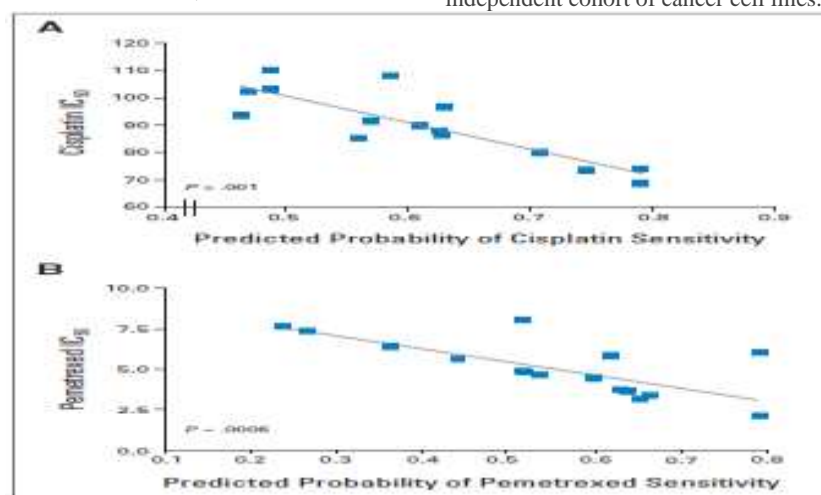 independent cohort of cancer cell lines.
A
120
110
100
90
80
70
60
Cisplatin IC50
P = .001
0.4 0.5 0.6 0.7 0.8 0.9
Predicted Probability of Cisplatin Sensitivity
B
10.0
7.5
5.0
2.5
0.0
Pemetrexed IC50
P = .0006
0.1 0.2 0.3 0.4 0.5 0.6 0.7 0.8
Predicted Probability of Pemetrexed Sensitivity